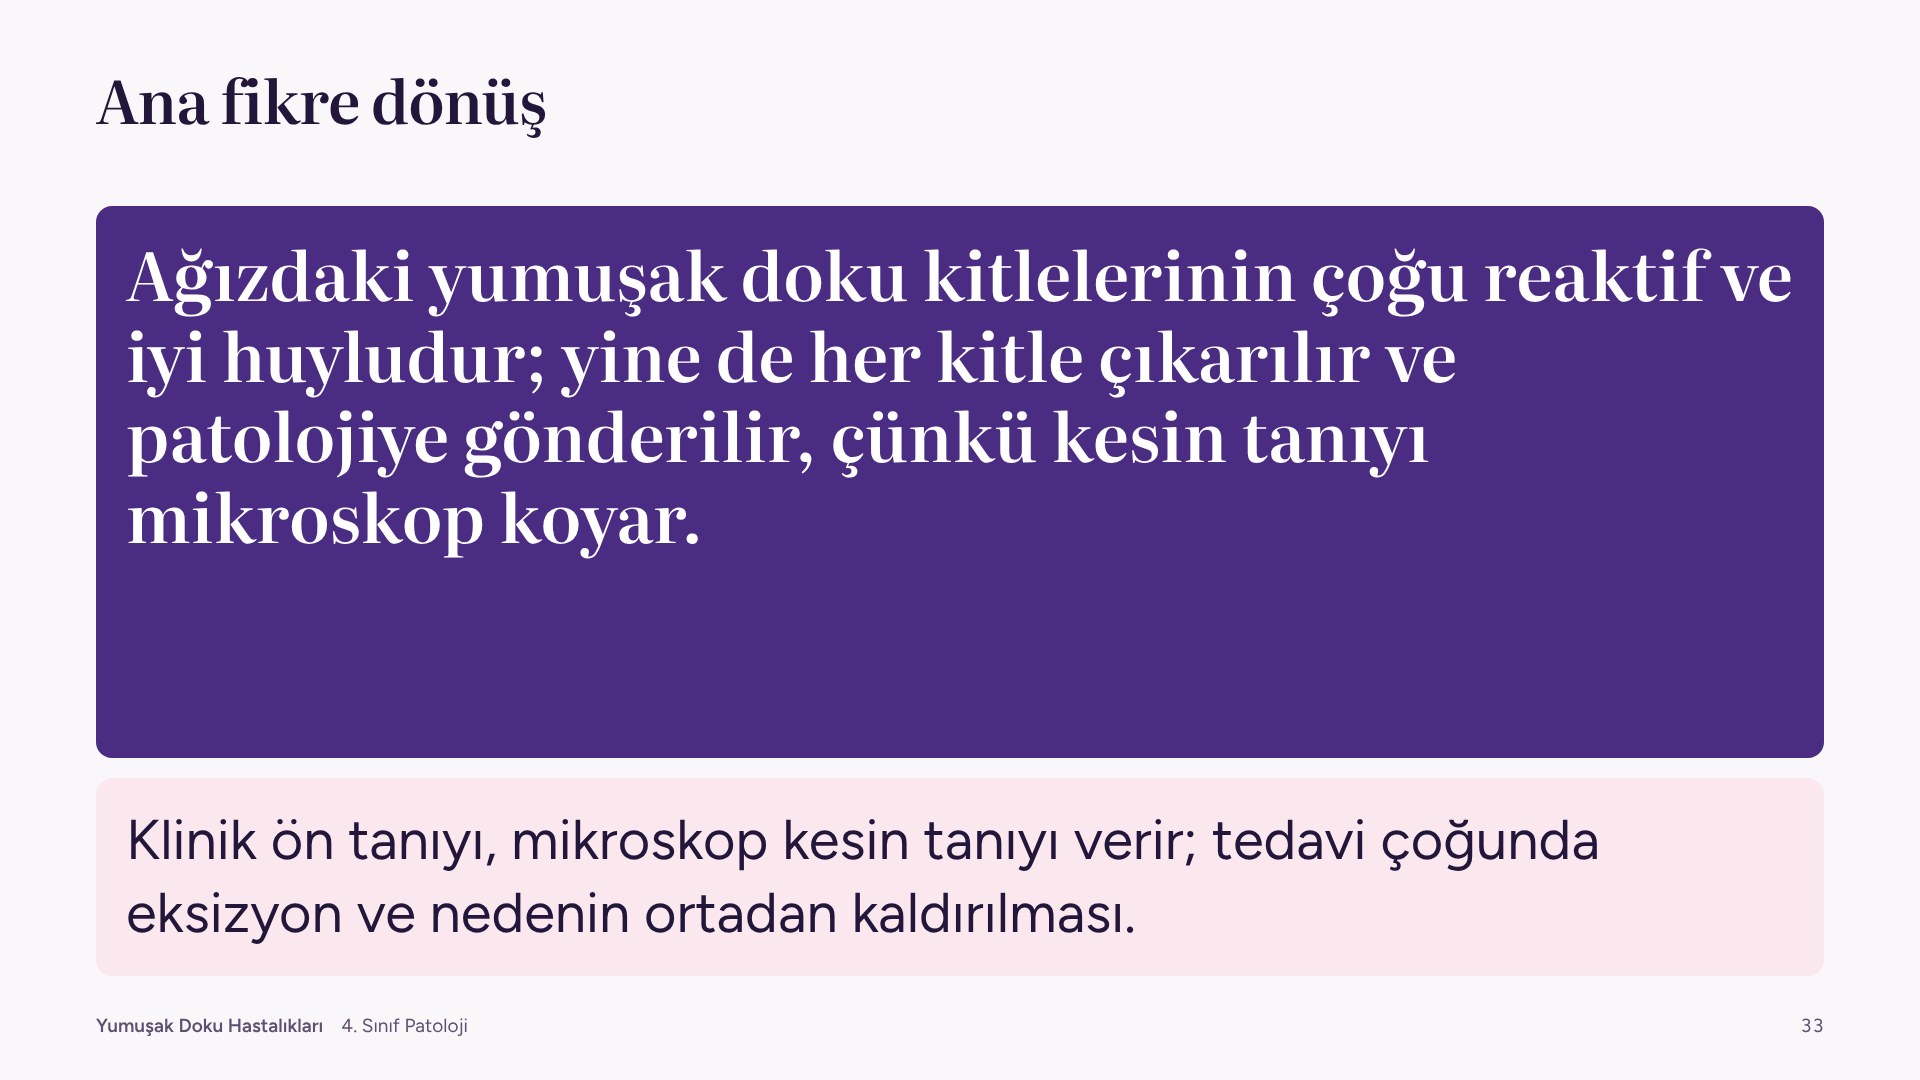 Ana fikre dönüş
Ağızdaki yumuşak doku kitlelerinin çoğu reaktif ve
iyi huyludur; yine de her kitle çıkarılır ve
patolojiye gönderilir, çünkü kesin tanıyı
mikroskop koyar.
Klinik ön tanıyı, mikroskop kesin tanıyı verir; tedavi çoğunda
eksizyon ve nedenin ortadan kaldırılması.
Yumuşak Doku Hastalıkları 4. Sınıf Patoloji 33